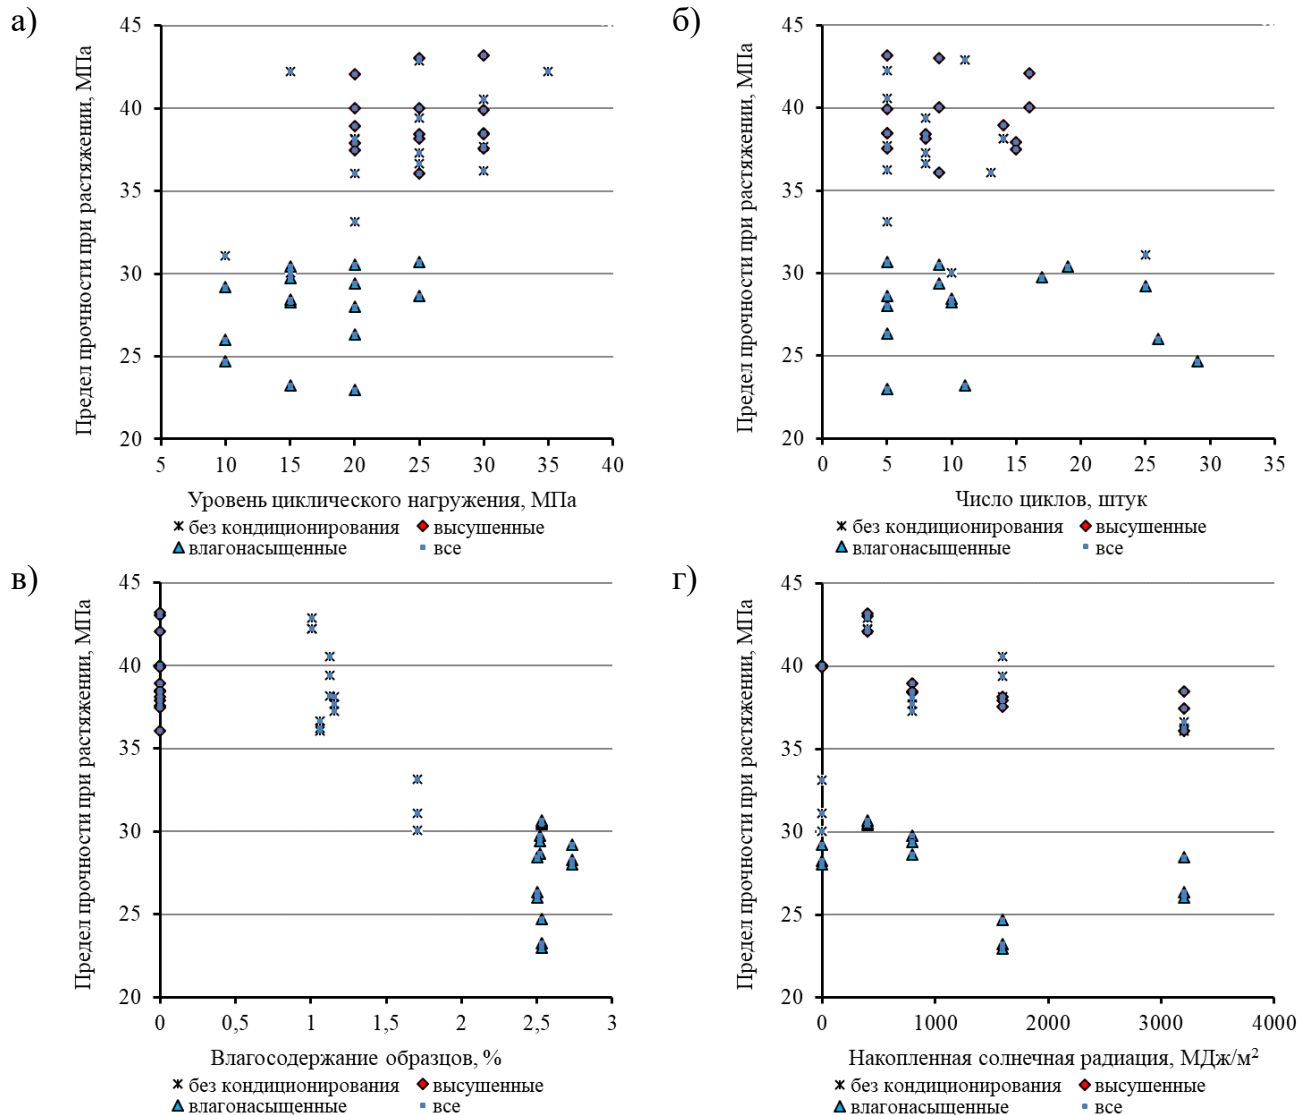 а)
Предел прочности при растяжении, МПа
45
40
35
30
25
20
5 10 15 20 25 30 35 40
Уровень циклического нагружения, МПа
без кондиционирования высушенные
влагонасыщенные все
б)
Предел прочности при растяжении, МПа
45
40
35
30
25
20
0 5 10 15 20 25 30 35
Число циклов, штук
без кондиционирования высушенные
влагонасыщенные все
в)
Предел прочности при растяжении, МПа
45
40
35
30
25
20
0 0,5 1 1,5 2 2,5 3
Влагосодержание образцов, %
без кондиционирования высушенные
влагонасыщенные все
г)
Предел прочности при растяжении, МПа
45
40
35
30
25
20
0 1000 2000 3000 4000
Накопленная солнечная радиация, МДж/м²
без кондиционирования высушенные
влагонасыщенные все